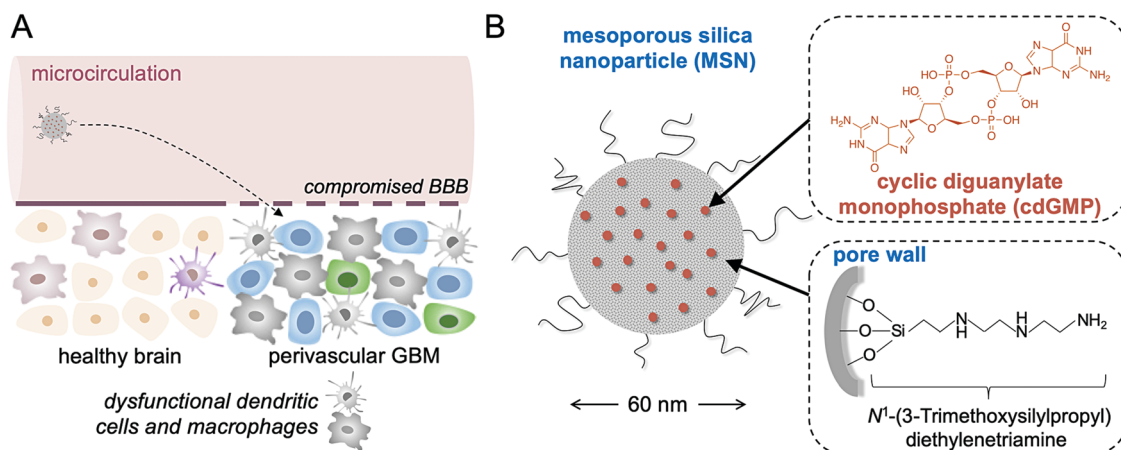 A
microcirculation
compromised BBB
healthy brain
perivascular GBM
dysfunctional dendritic
cells and macrophages
B
mesoporous silica
nanoparticle (MSN)
60 nm
O
N
NH
N
NH₂
N
O
HO-P-O
O
O
HO
O
O
OH
O-P-OH
O
H₂N
N
N
HN
N
O
cyclic diguanylate
monophosphate (cdGMP)
pore wall
O
O
Si
O
N
H
H
N
NH₂
N¹-(3-Trimethoxysilylpropyl)
diethylenetriamine